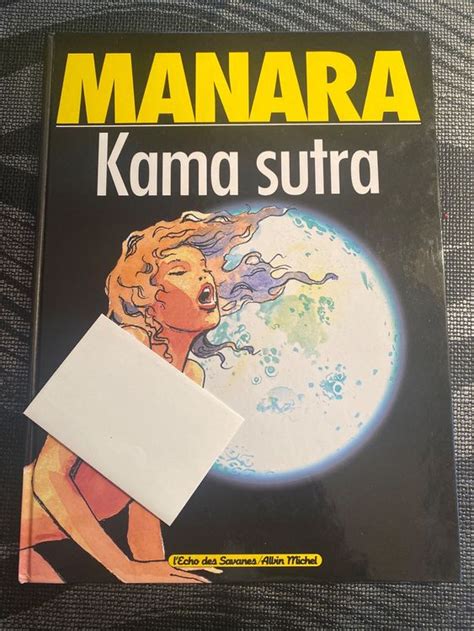 MANARA
Kama sutra
l'Echo des Savanes/Albin Michel